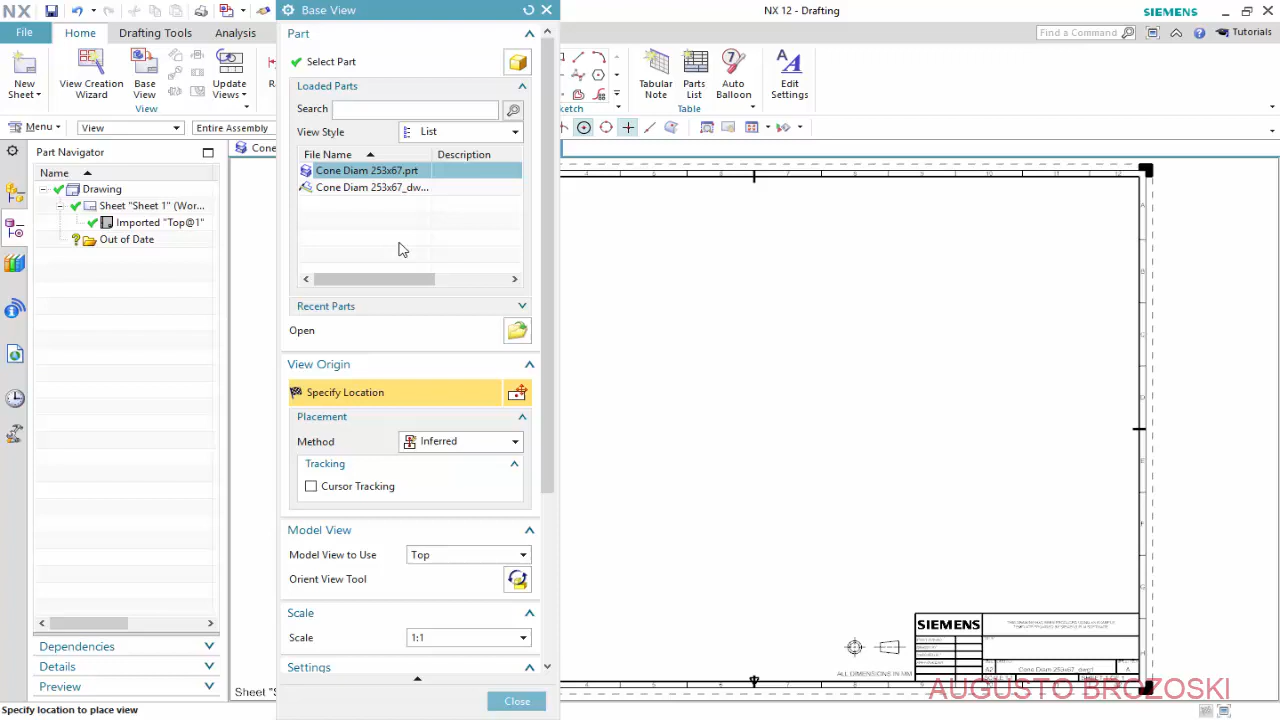 NX
Base View
NX 12 - Drafting
SIEMENS
File
Home
Drafting Tools
Analysis
Find a Command
Tutorials
New Sheet
View Creation Wizard
Base View
Update Views
View
Tabular Note
Parts List
Auto Balloon
Table
Edit Settings
Menu
View
Entire Assembly
Part Navigator
Name
Drawing
Sheet "Sheet 1" (Wor...
Imported "Top@1"
Out of Date
Dependencies
Details
Preview
Part
Select Part
Loaded Parts
Search
View Style
List
File Name
Description
Cone Diam 253x67.prt
Cone Diam 253x67_dw...
Recent Parts
Open
View Origin
Specify Location
Placement
Method
Inferred
Tracking
Cursor Tracking
Model View
Model View to Use
Top
Orient View Tool
Scale
Scale
1:1
Settings
Close
SIEMENS
ALL DIMENSIONS IN MM
AUGUSTO BROZOSKI
Specify location to place view